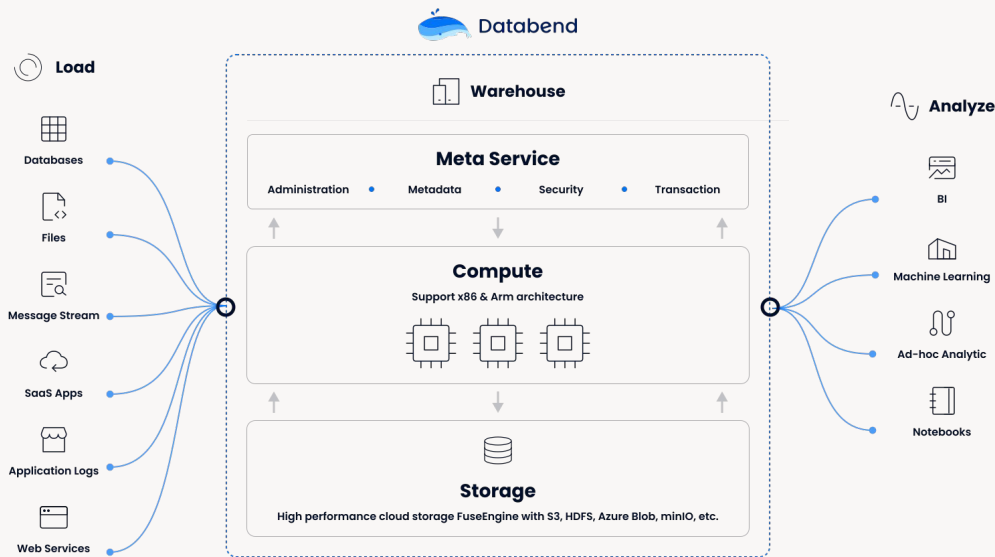 Databend
Load
Databases
Files
Message Stream
SaaS Apps
Application Logs
Web Services
Warehouse
Meta Service
Administration
Metadata
Security
Transaction
Compute
Support x86 & Arm architecture
Storage
High performance cloud storage FuseEngine with S3, HDFS, Azure Blob, minIO, etc.
Analyze
BI
Machine Learning
Ad-hoc Analytic
Notebooks